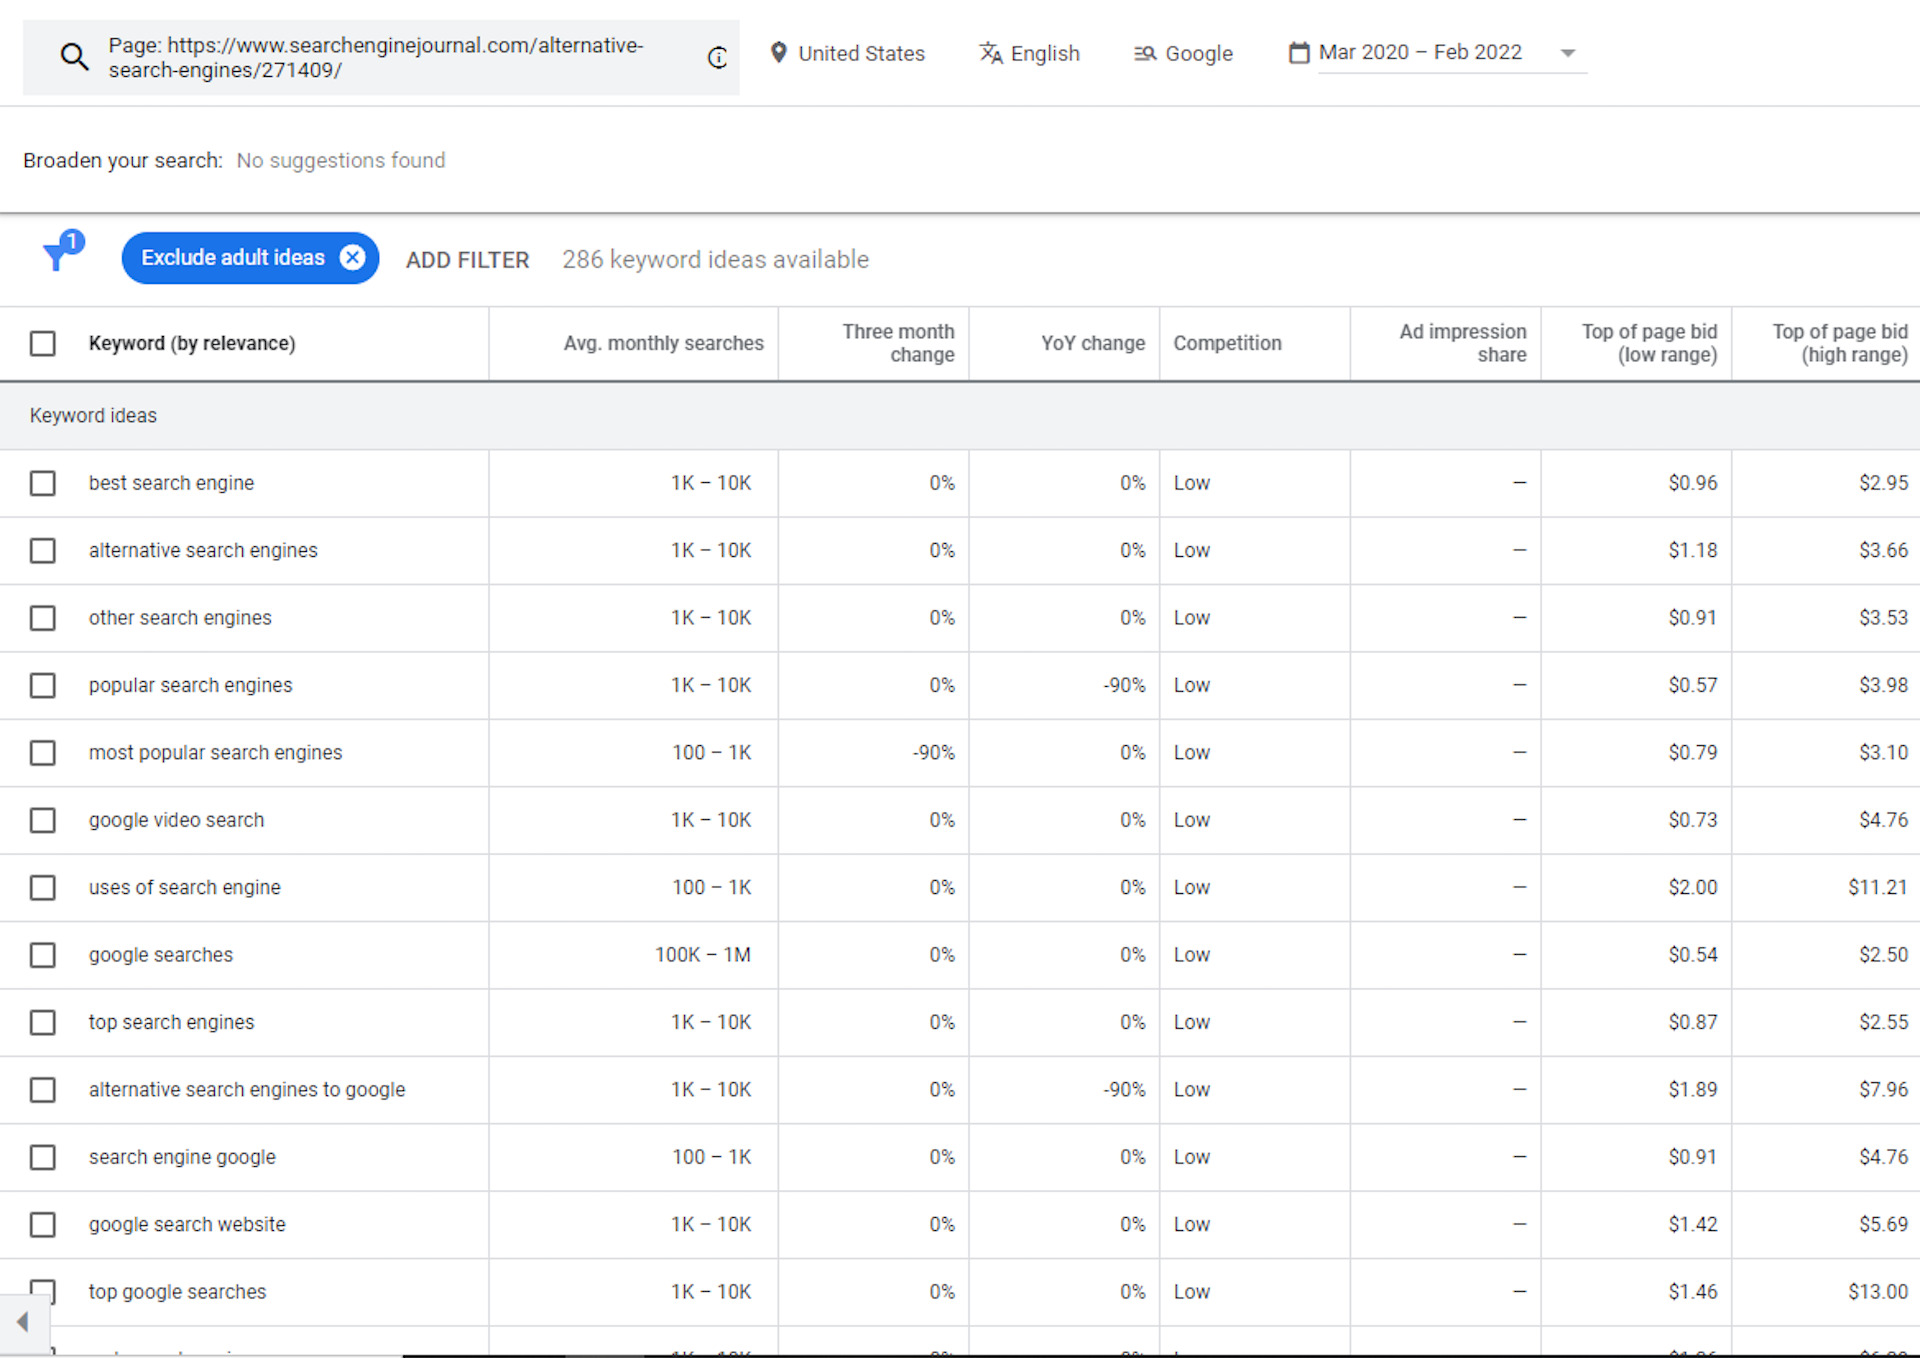 Page: https://www.searchenginejournal.com/alternative-
search-engines/271409/
United States English Google Mar 2020 – Feb 2022
Broaden your search: No suggestions found
1 Exclude adult ideas ADD FILTER 286 keyword ideas available
Keyword (by relevance) Avg. monthly searches Three month change YoY change Competition Ad impression share Top of page bid (low range) Top of page bid (high range)
Keyword ideas
best search engine 1K – 10K 0% 0% Low – $0.96 $2.95
alternative search engines 1K – 10K 0% 0% Low – $1.18 $3.66
other search engines 1K – 10K 0% 0% Low – $0.91 $3.53
popular search engines 1K – 10K 0% -90% Low – $0.57 $3.98
most popular search engines 100 – 1K -90% 0% Low – $0.79 $3.10
google video search 1K – 10K 0% 0% Low – $0.73 $4.76
uses of search engine 100 – 1K 0% 0% Low – $2.00 $11.21
google searches 100K – 1M 0% 0% Low – $0.54 $2.50
top search engines 1K – 10K 0% 0% Low – $0.87 $2.55
alternative search engines to google 1K – 10K 0% -90% Low – $1.89 $7.96
search engine google 100 – 1K 0% 0% Low – $0.91 $4.76
google search website 1K – 10K 0% 0% Low – $1.42 $5.69
top google searches 1K – 10K 0% 0% Low – $1.46 $13.00